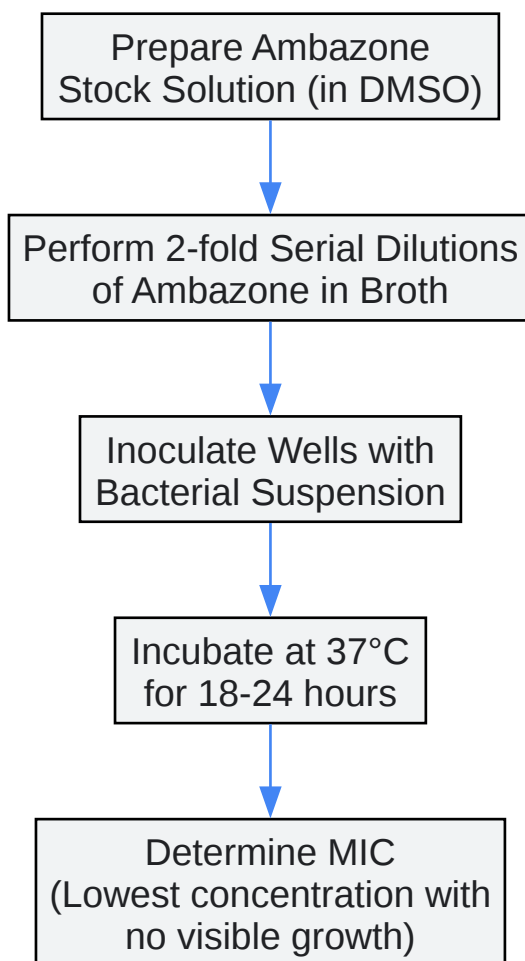 Prepare Ambazone
Stock Solution (in DMSO)
Perform 2-fold Serial Dilutions
of Ambazone in Broth
Inoculate Wells with
Bacterial Suspension
Incubate at 37°C
for 18-24 hours
Determine MIC
(Lowest concentration with
no visible growth)